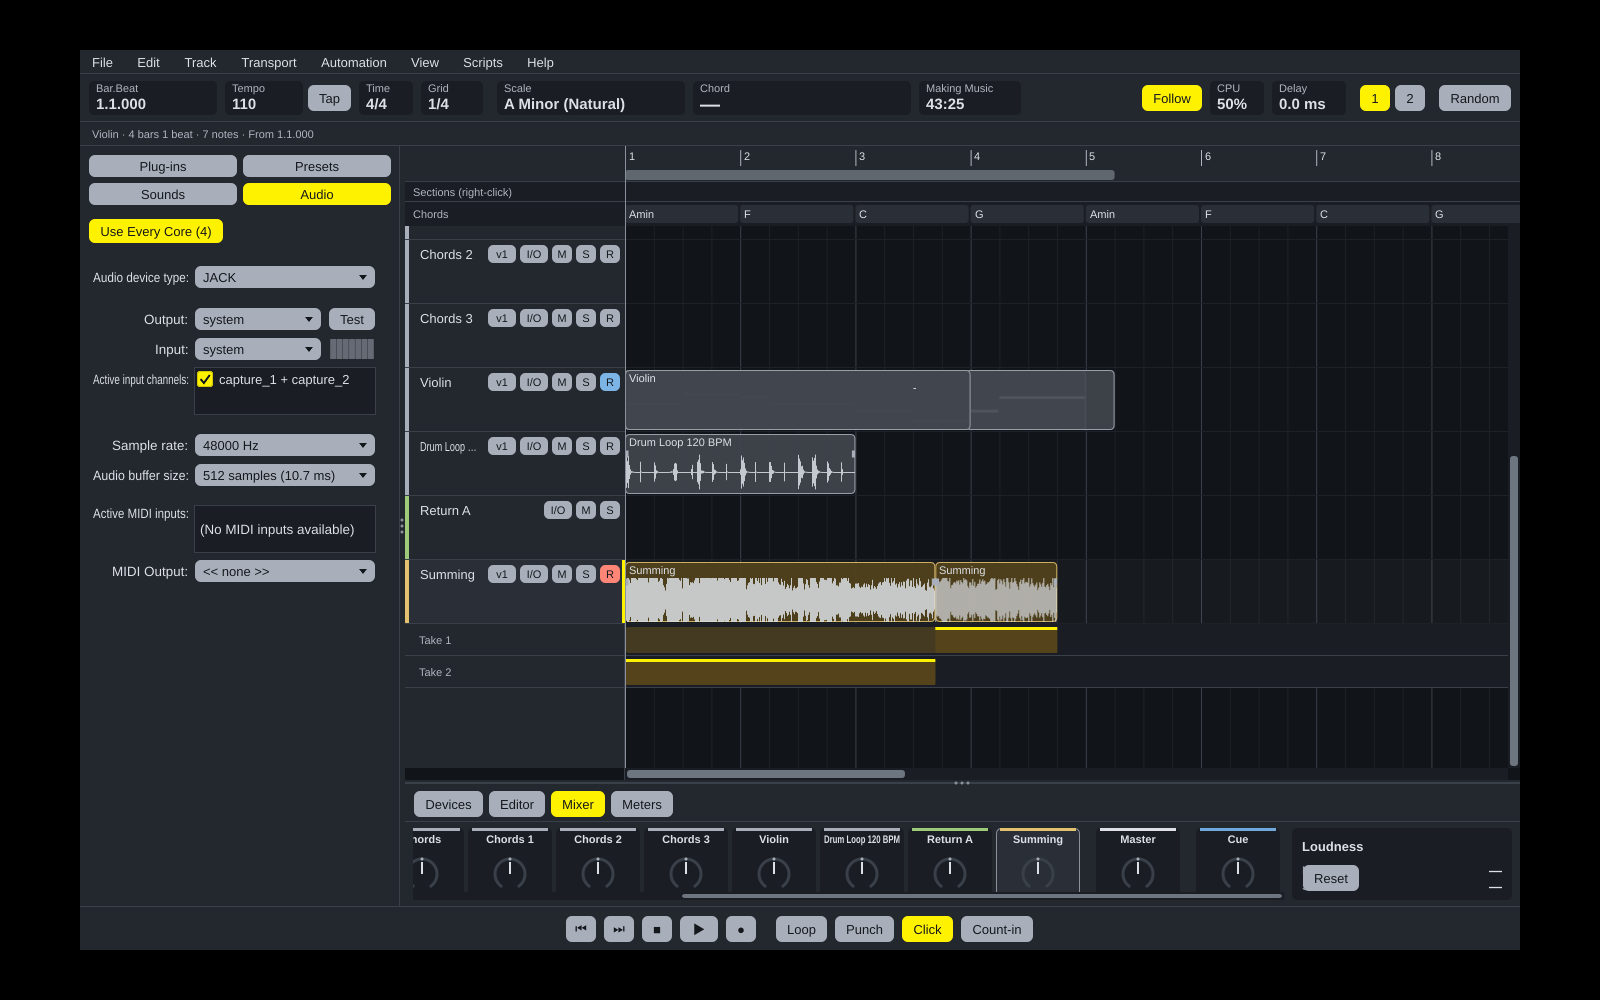 File Edit Track Transport Automation View Scripts Help
Bar.Beat Tempo Time Grid Scale Chord Making Music CPU Delay
1.1.000 110 Tap 4/4 1/4 A Minor (Natural) — 43:25 Follow 50% 0.0 ms 1 2 Random
Violin · 4 bars 1 beat · 7 notes · From 1.1.000
Plug-ins Presets
Sounds Audio
Use Every Core (4)
Audio device type: JACK
Output: system Test
Input: system
Active input channels: capture_1 + capture_2
Sample rate: 48000 Hz
Audio buffer size: 512 samples (10.7 ms)
Active MIDI inputs:
(No MIDI inputs available)
MIDI Output: << none >>
1 2 3 4 5 6 7 8
Sections (right-click)
Chords Amin F C G Amin F C G
Chords 2 v1 I/O M S R
Chords 3 v1 I/O M S R
Violin v1 I/O M S R Violin
Drum Loop ... v1 I/O M S R Drum Loop 120 BPM
Return A I/O M S
Summing v1 I/O M S R Summing Summing
Take 1
Take 2
Devices Editor Mixer Meters
hords Chords 1 Chords 2 Chords 3 Violin Drum Loop 120 BPM Return A Summing Master Cue
Loudness
Reset — —
Loop Punch Click Count-in